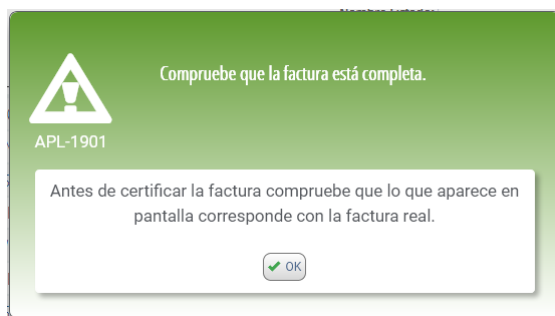 Compruebe que la factura está completa.
APL-1901
Antes de certificar la factura compruebe que lo que aparece en
pantalla corresponde con la factura real.
OK